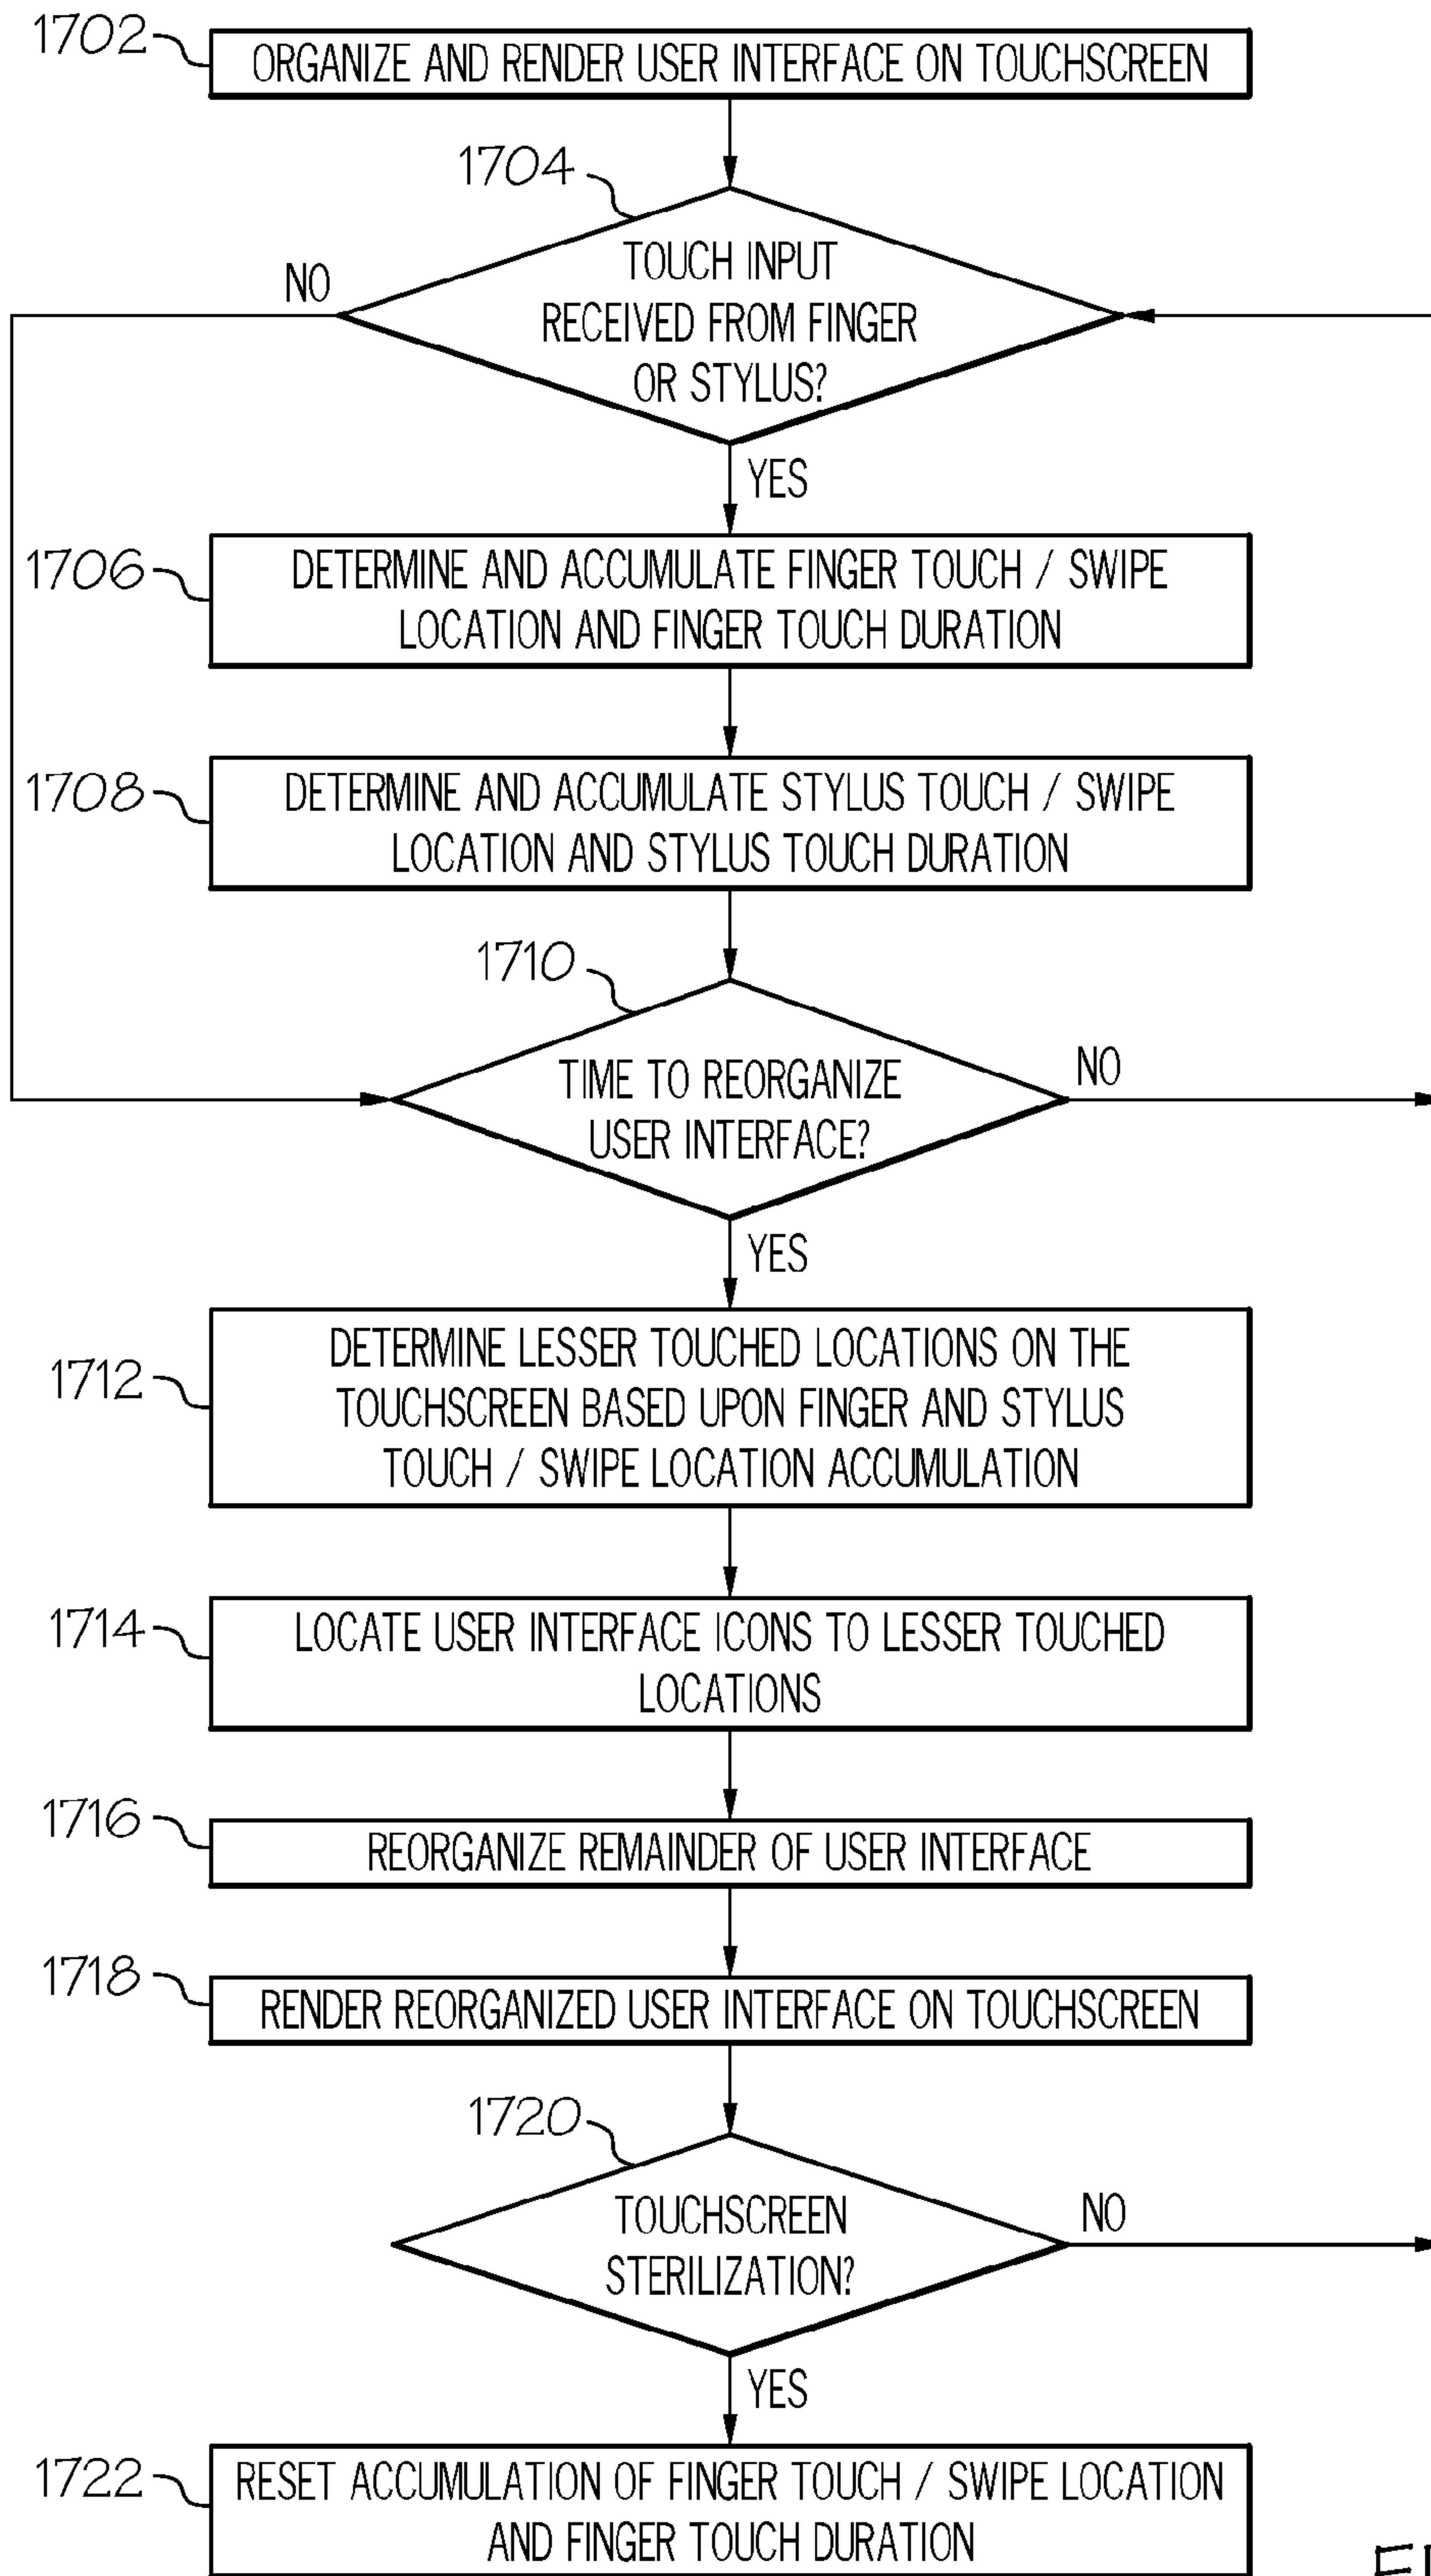 1702
ORGANIZE AND RENDER USER INTERFACE ON TOUCHSCREEN
1704
TOUCH INPUT
RECEIVED FROM FINGER
OR STYLUS?
NO
YES
1706
DETERMINE AND ACCUMULATE FINGER TOUCH / SWIPE
LOCATION AND FINGER TOUCH DURATION
1708
DETERMINE AND ACCUMULATE STYLUS TOUCH / SWIPE
LOCATION AND STYLUS TOUCH DURATION
1710
TIME TO REORGANIZE
USER INTERFACE?
NO
YES
1712
DETERMINE LESSER TOUCHED LOCATIONS ON THE
TOUCHSCREEN BASED UPON FINGER AND STYLUS
TOUCH / SWIPE LOCATION ACCUMULATION
1714
LOCATE USER INTERFACE ICONS TO LESSER TOUCHED
LOCATIONS
1716
REORGANIZE REMAINDER OF USER INTERFACE
1718
RENDER REORGANIZED USER INTERFACE ON TOUCHSCREEN
1720
TOUCHSCREEN
STERILIZATION?
NO
YES
1722
RESET ACCUMULATION OF FINGER TOUCH / SWIPE LOCATION
AND FINGER TOUCH DURATION